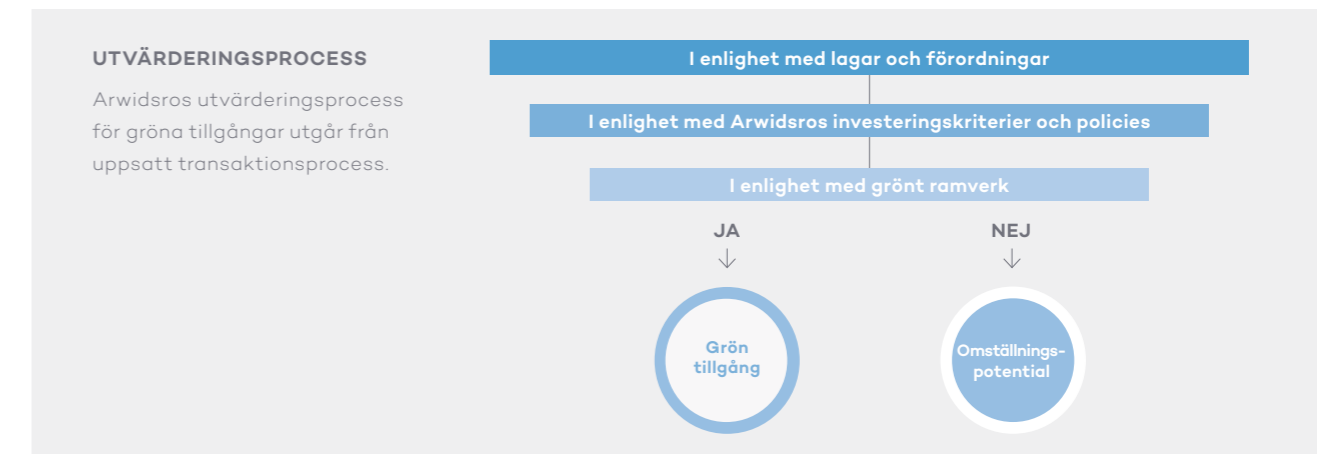 UTVÄRDERINGSPROCESS
Arwidsros utvärderingsprocess
för gröna tillgångar utgår från
uppsatt transaktionsprocess.
I enlighet med lagar och förordningar
I enlighet med Arwidsros investeringskriterier och policies
I enlighet med grönt ramverk
JA
NEJ
Grön
tillgång
Omställnings-
potential